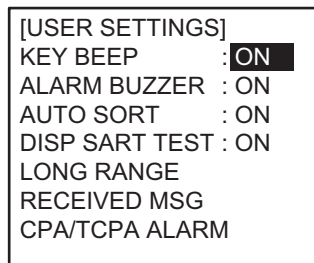 [USER SETTINGS]
KEY BEEP : ON
ALARM BUZZER : ON
AUTO SORT : ON
DISP SART TEST : ON
LONG RANGE
RECEIVED MSG
CPA/TCPA ALARM